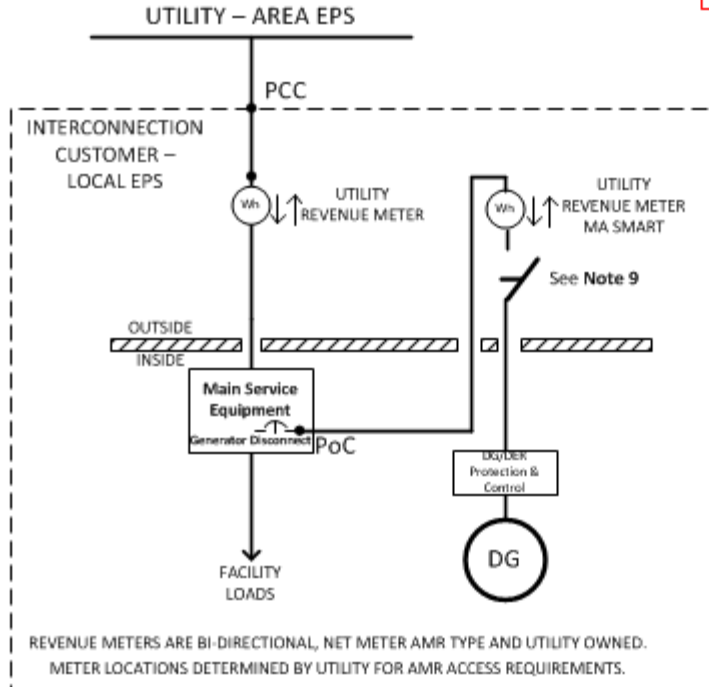 UTILITY – AREA EPS
PCC
INTERCONNECTION
CUSTOMER –
LOCAL EPS
Wh
UTILITY
REVENUE METER
Wh
UTILITY
REVENUE METER
MA SMART
See Note 9
OUTSIDE
INSIDE
Main Service
Equipment
Generator Disconnect
PoC
DG/DER
Protection &
Control
DG
FACILITY
LOADS
REVENUE METERS ARE BI-DIRECTIONAL, NET METER AMR TYPE AND UTILITY OWNED.
METER LOCATIONS DETERMINED BY UTILITY FOR AMR ACCESS REQUIREMENTS.